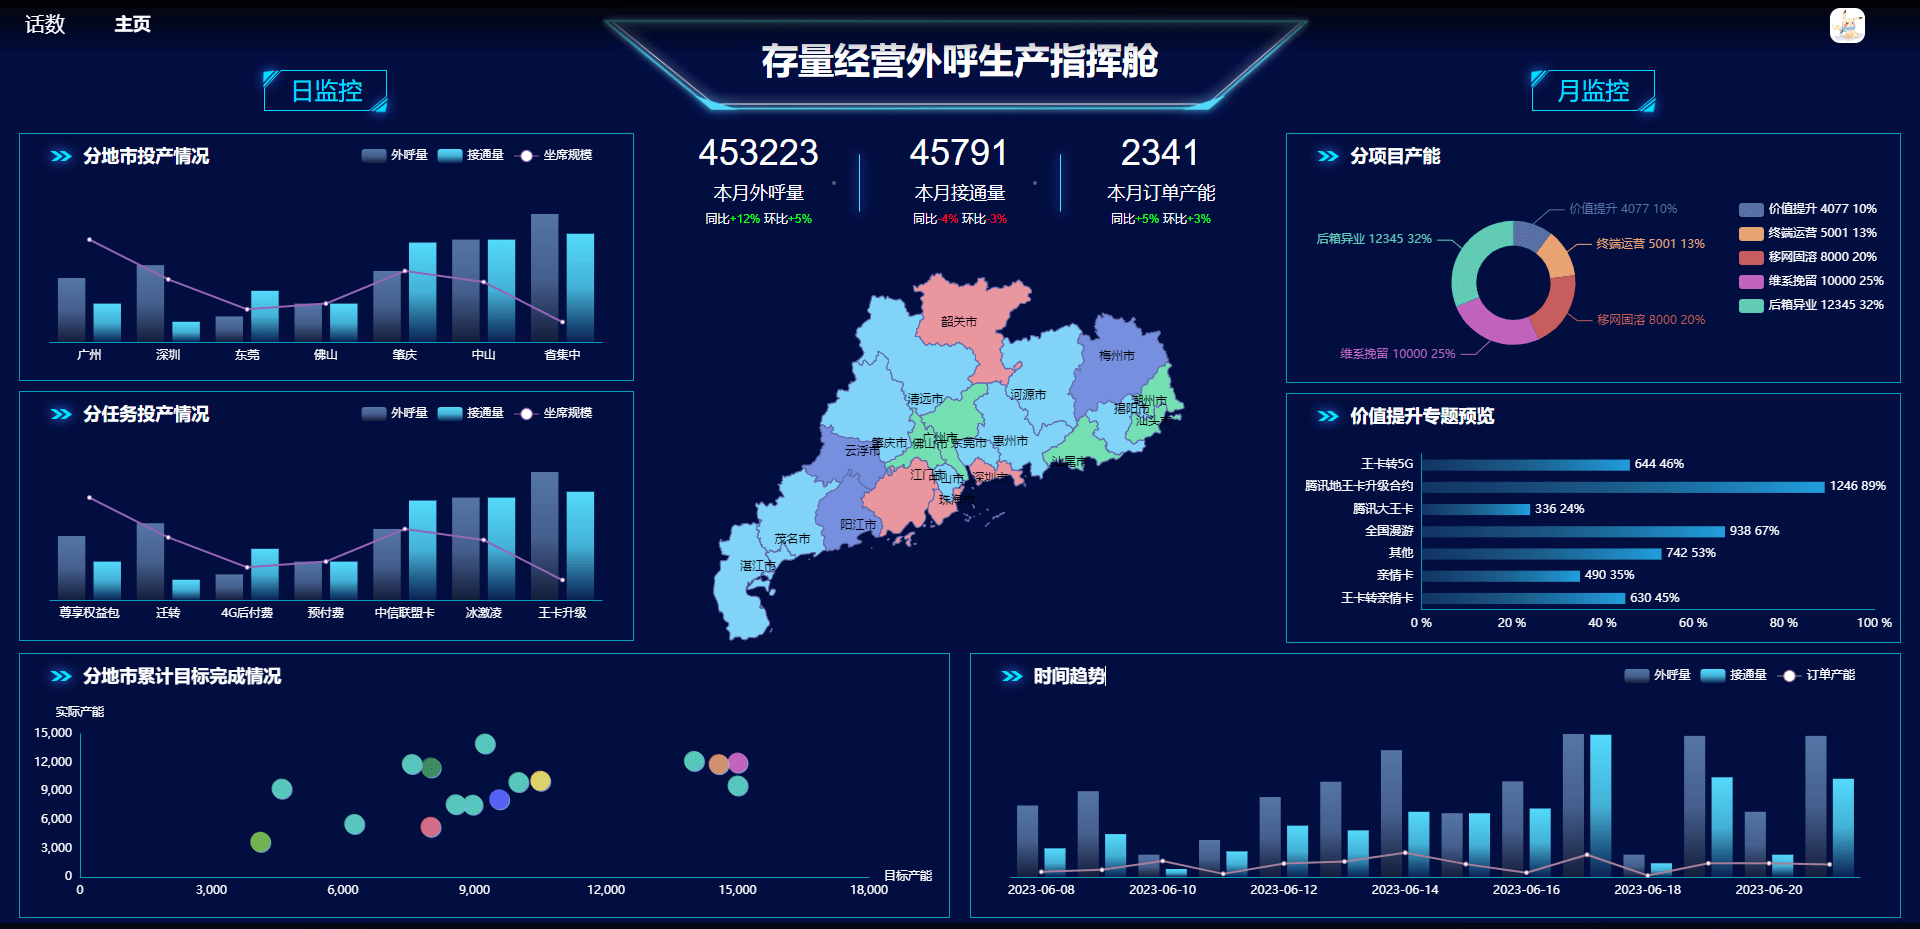 话数
主页
存量经营外呼生产指挥舱
日监控
月监控
分地市投产情况
外呼量 接通量 坐席规模
广州 深圳 东莞 佛山 肇庆 中山 省集中
分任务投产情况
外呼量 接通量 坐席规模
尊享权益包 迁转 4G后付费 预付费 中信联盟卡 冰激凌 王卡升级
453223
本月外呼量
同比+12% 环比+5%
45791
本月接通量
同比-4% 环比-3%
2341
本月订单产能
同比+5% 环比+3%
韶关市
梅州市
河源市
清远市
潮州市
揭阳市
汕头市
广州市
肇庆市
佛山市
东莞市
惠州市
云浮市
汕尾市
江门市
中山市
深圳市
珠海市
阳江市
茂名市
湛江市
分项目产能
价值提升 4077 10%
后箱异业 12345 32%
终端运营 5001 13%
移网固溶 8000 20%
维系挽留 10000 25%
价值提升 4077 10%
终端运营 5001 13%
移网固溶 8000 20%
维系挽留 10000 25%
后箱异业 12345 32%
价值提升专题预览
王卡转5G 644 46%
腾讯地王卡升级合约 1246 89%
腾讯大王卡 336 24%
全国漫游 938 67%
其他 742 53%
亲情卡 490 35%
王卡转亲情卡 630 45%
0 % 20 % 40 % 60 % 80 % 100 %
分地市累计目标完成情况
实际产能
15,000
12,000
9,000
6,000
3,000
0
0 3,000 6,000 9,000 12,000 15,000 18,000
目标产能
时间趋势
外呼量 接通量 订单产能
2023-06-08 2023-06-10 2023-06-12 2023-06-14 2023-06-16 2023-06-18 2023-06-20